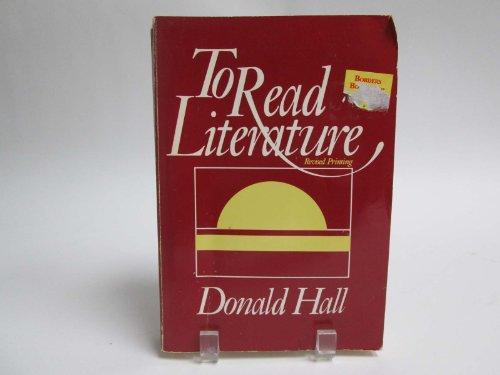 To Read
Literature
Revised Printing
BORDERS
Donald Hall